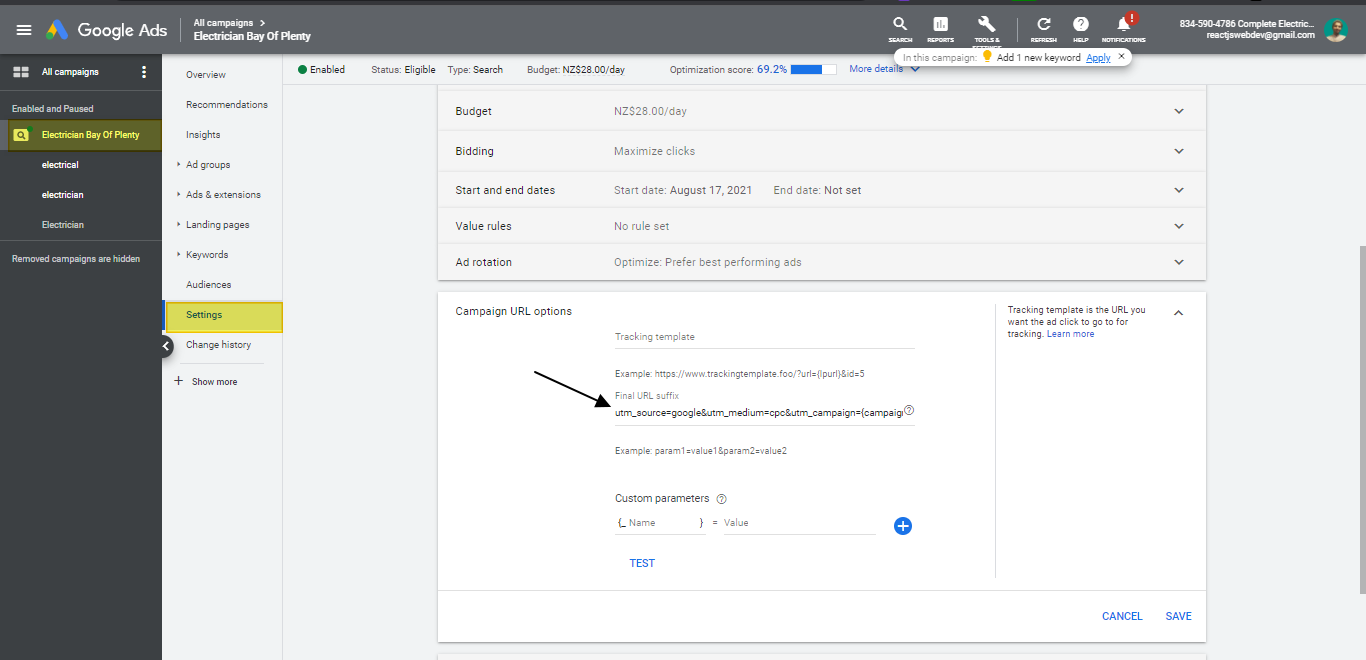 Google Ads
All campaigns >
Electrician Bay Of Plenty
SEARCH
REPORTS
TOOLS &
SETTINGS
REFRESH
HELP
!
NOTIFICATIONS
834-590-4786 Complete Electric...
reactjswebdev@gmail.com
All campaigns
Enabled and Paused
Electrician Bay Of Plenty
electrical
electrician
Electrician
Removed campaigns are hidden
Overview
Recommendations
Insights
Ad groups
Ads & extensions
Landing pages
Keywords
Audiences
Settings
Change history
+ Show more
Enabled
Status: Eligible
Type: Search
Budget: NZ$28.00/day
Optimization score: 69.2%
More details
In this campaign: Add 1 new keyword Apply ×
Budget NZ$28.00/day
Bidding Maximize clicks
Start and end dates Start date: August 17, 2021 End date: Not set
Value rules No rule set
Ad rotation Optimize: Prefer best performing ads
Campaign URL options
Tracking template
Example: https://www.trackingtemplate.foo/?url={lpurl}&id=5
Final URL suffix
utm_source=google&utm_medium=cpc&utm_campaign={campaig
Example: param1=value1&param2=value2
Custom parameters
{_ Name } = Value
TEST
Tracking template is the URL you
want the ad click to go to for
tracking. Learn more
CANCEL SAVE